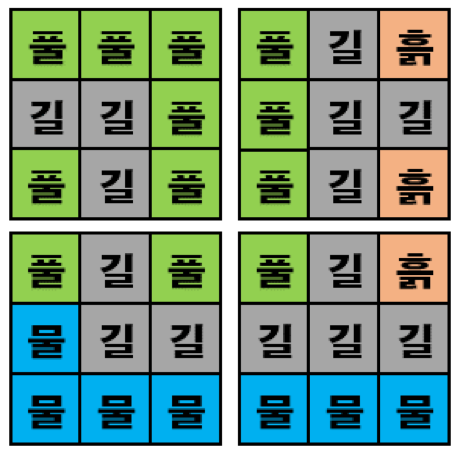 풀 풀 풀 풀 길 흙
길 길 풀 풀 길 길
풀 길 풀 풀 길 흙
풀 길 풀 풀 길 흙
물 길 길 길 길 길
물 물 물 물 물 물